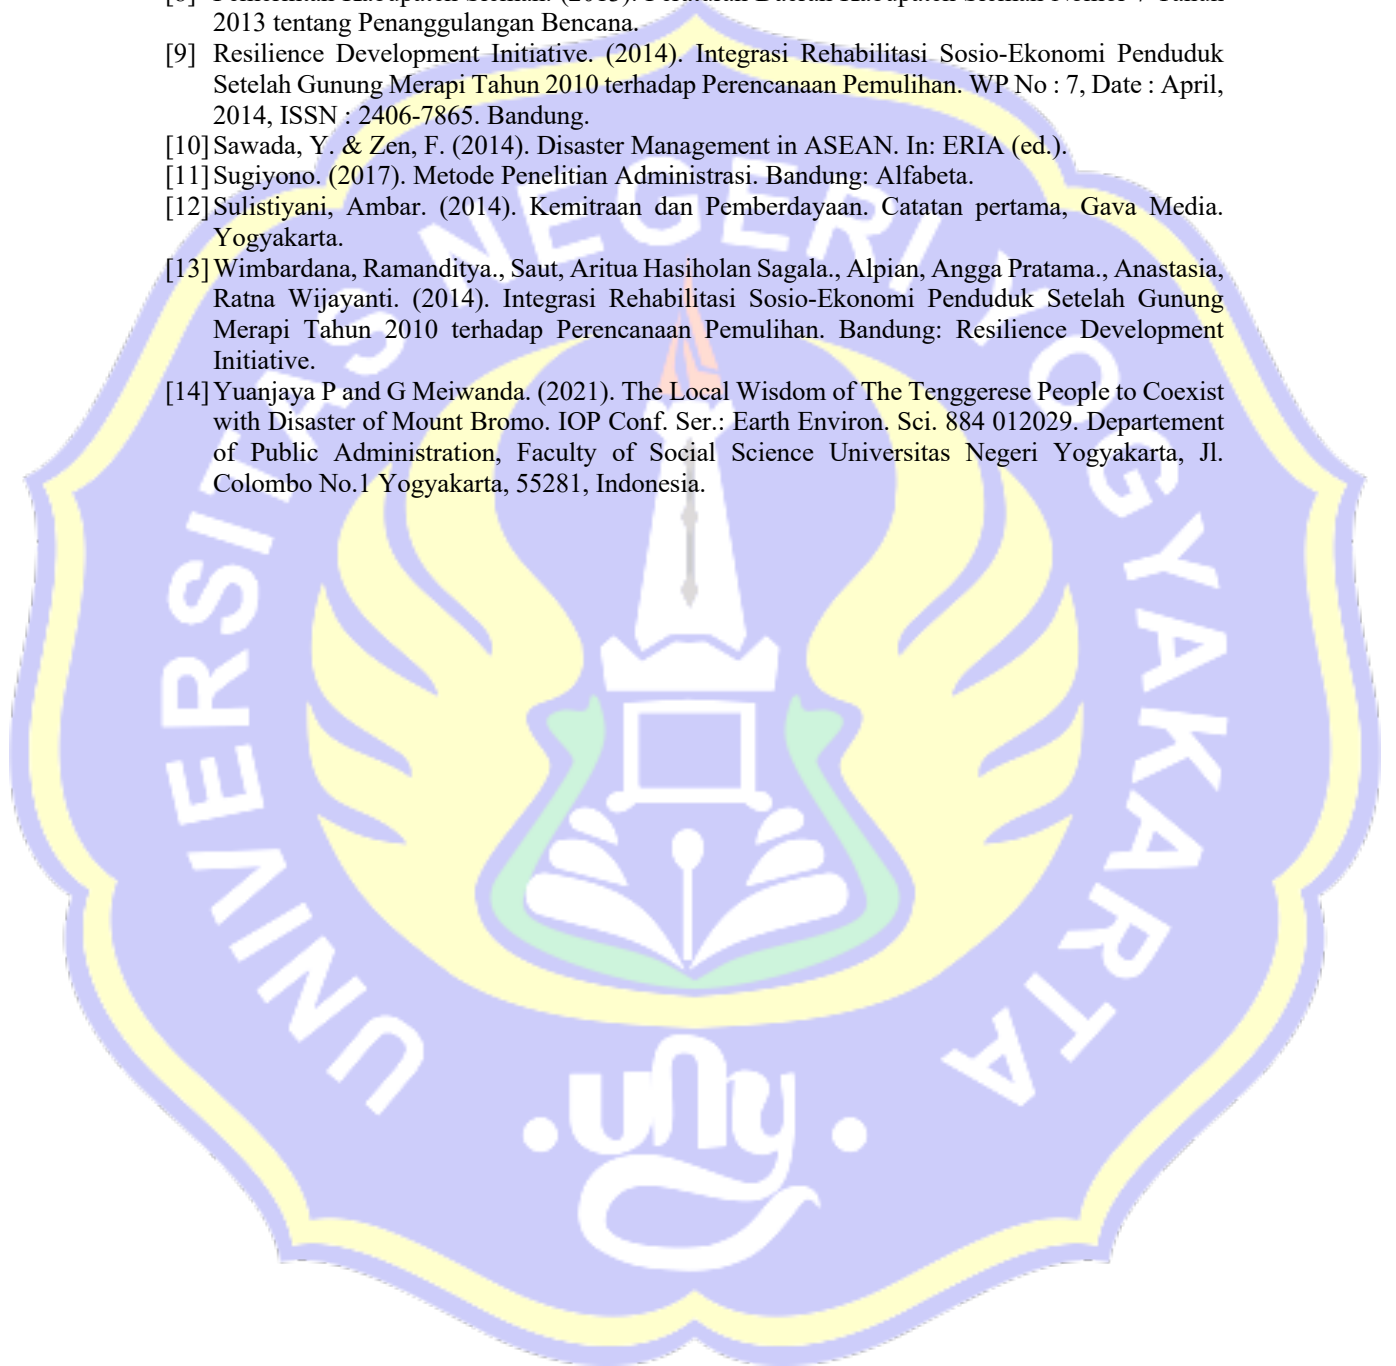 2013 tentang Penanggulangan Bencana.
[9] Resilience Development Initiative. (2014). Integrasi Rehabilitasi Sosio-Ekonomi Penduduk
Setelah Gunung Merapi Tahun 2010 terhadap Perencanaan Pemulihan. WP No : 7, Date : April,
2014, ISSN : 2406-7865. Bandung.
[10] Sawada, Y. & Zen, F. (2014). Disaster Management in ASEAN. In: ERIA (ed.).
[11] Sugiyono. (2017). Metode Penelitian Administrasi. Bandung: Alfabeta.
[12] Sulistiyani, Ambar. (2014). Kemitraan dan Pemberdayaan. Catatan pertama, Gava Media.
Yogyakarta.
[13] Wimbardana, Ramanditya., Saut, Aritua Hasiholan Sagala., Alpian, Angga Pratama., Anastasia,
Ratna Wijayanti. (2014). Integrasi Rehabilitasi Sosio-Ekonomi Penduduk Setelah Gunung
Merapi Tahun 2010 terhadap Perencanaan Pemulihan. Bandung: Resilience Development
Initiative.
[14] Yuanjaya P and G Meiwanda. (2021). The Local Wisdom of The Tenggerese People to Coexist
with Disaster of Mount Bromo. IOP Conf. Ser.: Earth Environ. Sci. 884 012029. Departement
of Public Administration, Faculty of Social Science Universitas Negeri Yogyakarta, Jl.
Colombo No.1 Yogyakarta, 55281, Indonesia.
UNIVERSITAS NEGERI YOGYAKARTA
uny